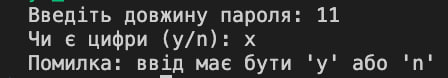 Введіть довжину пароля: 11
Чи є цифри (y/n): x
Помилка: ввід має бути 'y' або 'n'